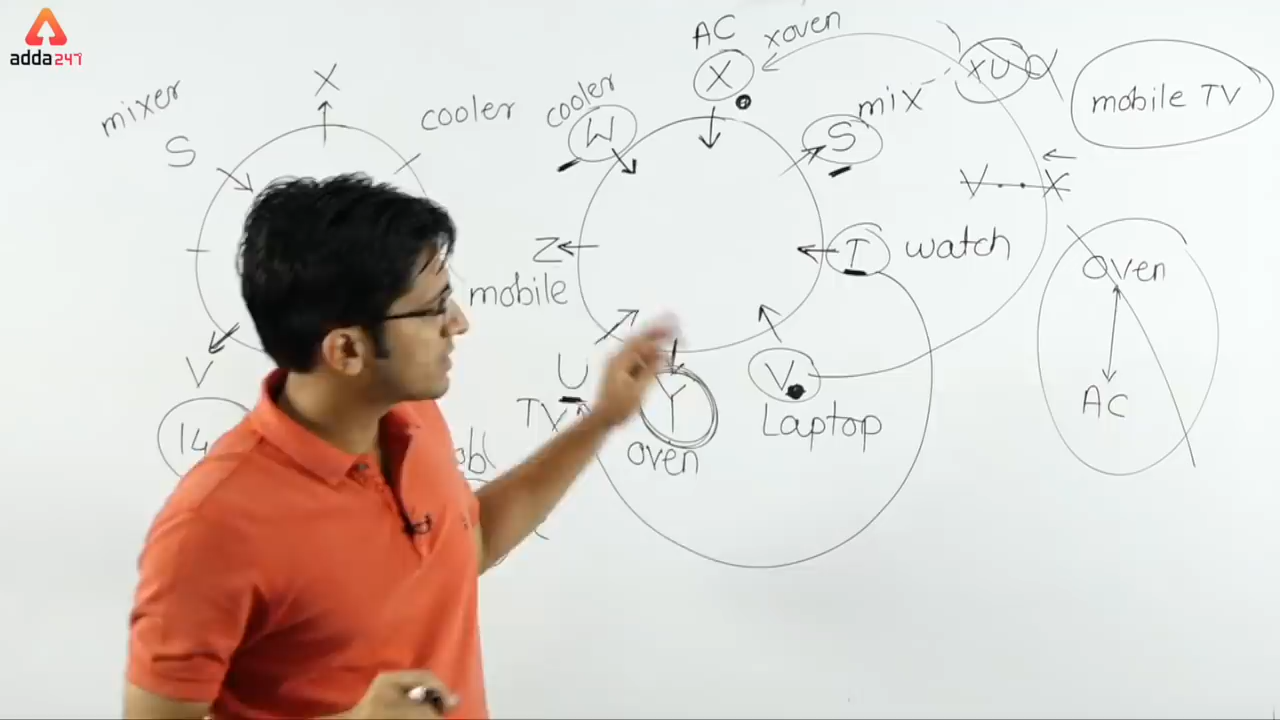 adda247
mixer
S
X
cooler
V
14
AC
X
xoven
cooler
W
mix
S
Z
mobile
T
watch
U
TV
Y
oven
V
Laptop
XU
mobile TV
V X
oven
AC